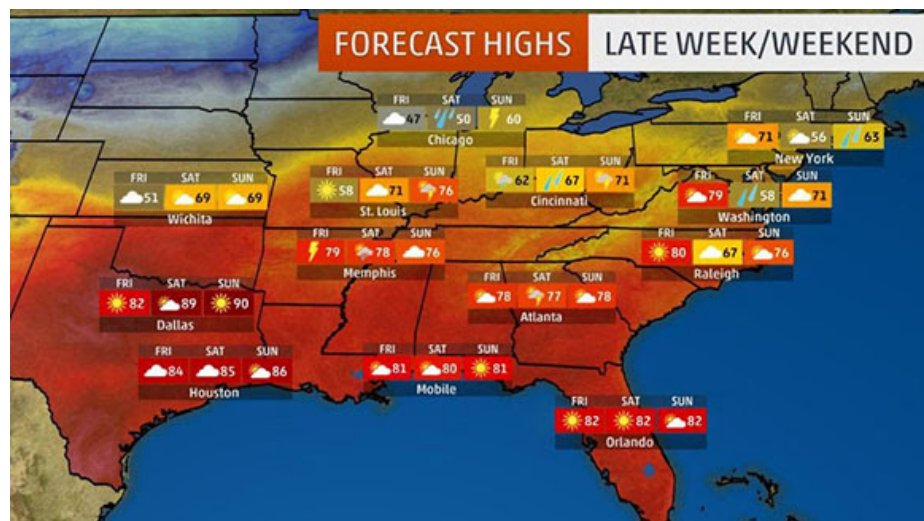 FORECAST HIGHS LATE WEEK/WEEKEND
FRI SAT SUN
47 50 60
Chicago
FRI SAT SUN
71 56 63
New York
FRI SAT SUN
51 69 69
Wichita
FRI SAT SUN
58 71 76
St. Louis
FRI SAT SUN
62 67 71
Cincinnati
FRI SAT SUN
79 58 71
Washington
FRI SAT SUN
79 78 76
Memphis
FRI SAT SUN
80 67 76
Raleigh
FRI SAT SUN
82 89 90
Dallas
FRI SAT SUN
78 77 78
Atlanta
FRI SAT SUN
84 85 86
Houston
FRI SAT SUN
81 80 81
Mobile
FRI SAT SUN
82 82 82
Orlando